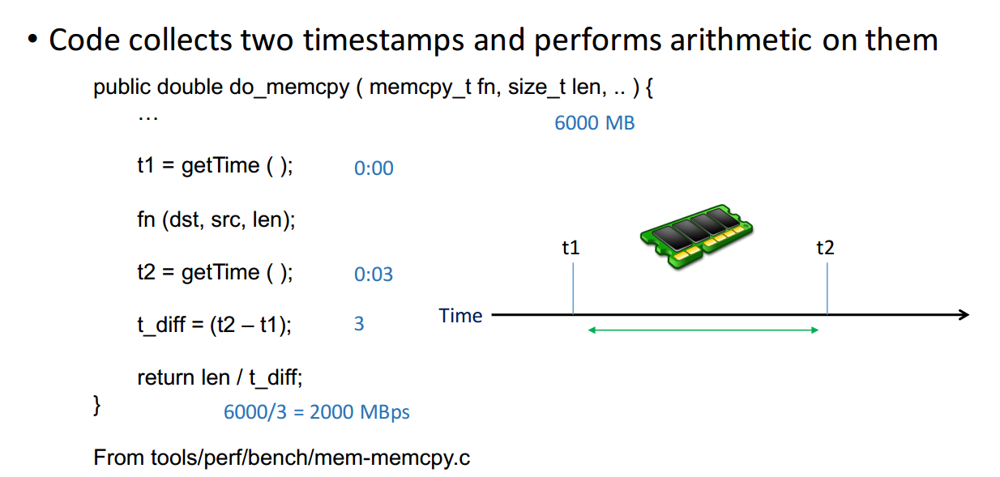 • Code collects two timestamps and performs arithmetic on them
public double do_memcpy ( memcpy_t fn, size_t len, .. ) {
…
6000 MB
t1 = getTime ( );
0:00
fn (dst, src, len);
t2 = getTime ( );
0:03
t_diff = (t2 – t1);
3
return len / t_diff;
}
6000/3 = 2000 MBps
From tools/perf/bench/mem-memcpy.c
t1
t2
Time